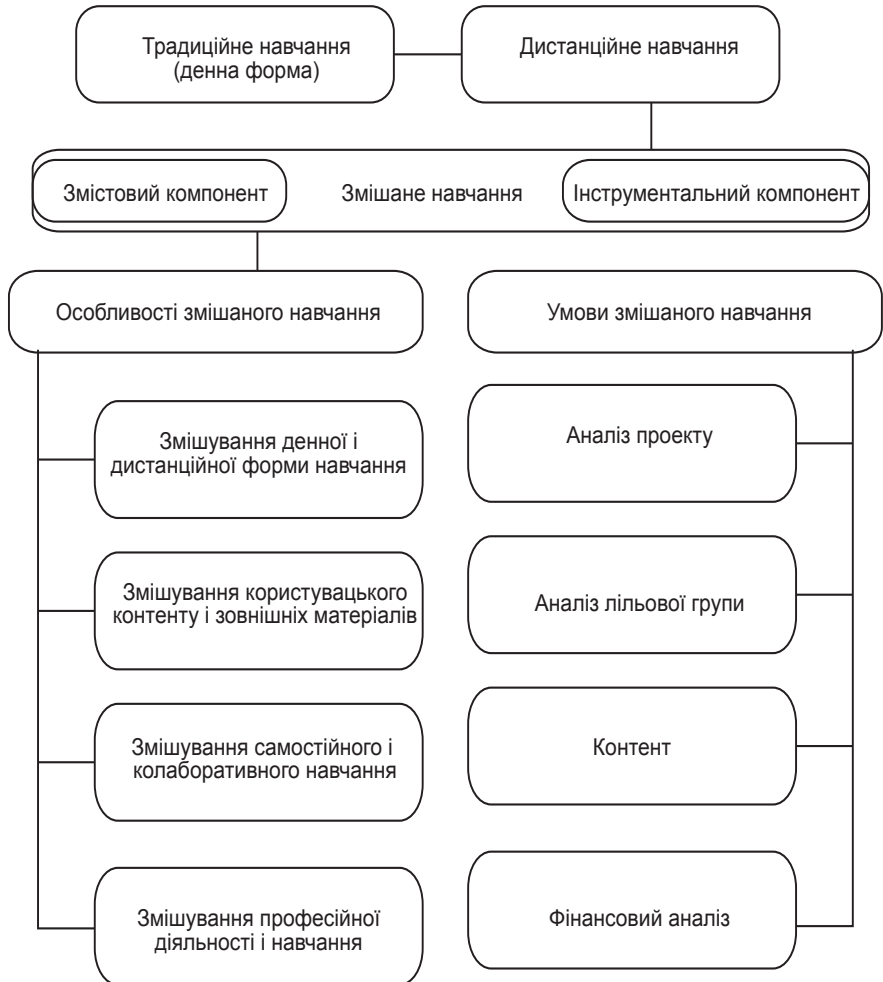 Традиційне навчання
(денна форма)
Дистанційне навчання
Змістовий компонент
Змішане навчання
Інструментальний компонент
Особливості змішаного навчання
Умови змішаного навчання
Змішування денної і
дистанційної форми навчання
Аналіз проекту
Змішування користувацького
контенту і зовнішніх матеріалів
Аналіз лільової групи
Змішування самостійного і
колаборативного навчання
Контент
Змішування професійної
діяльності і навчання
Фінансовий аналіз